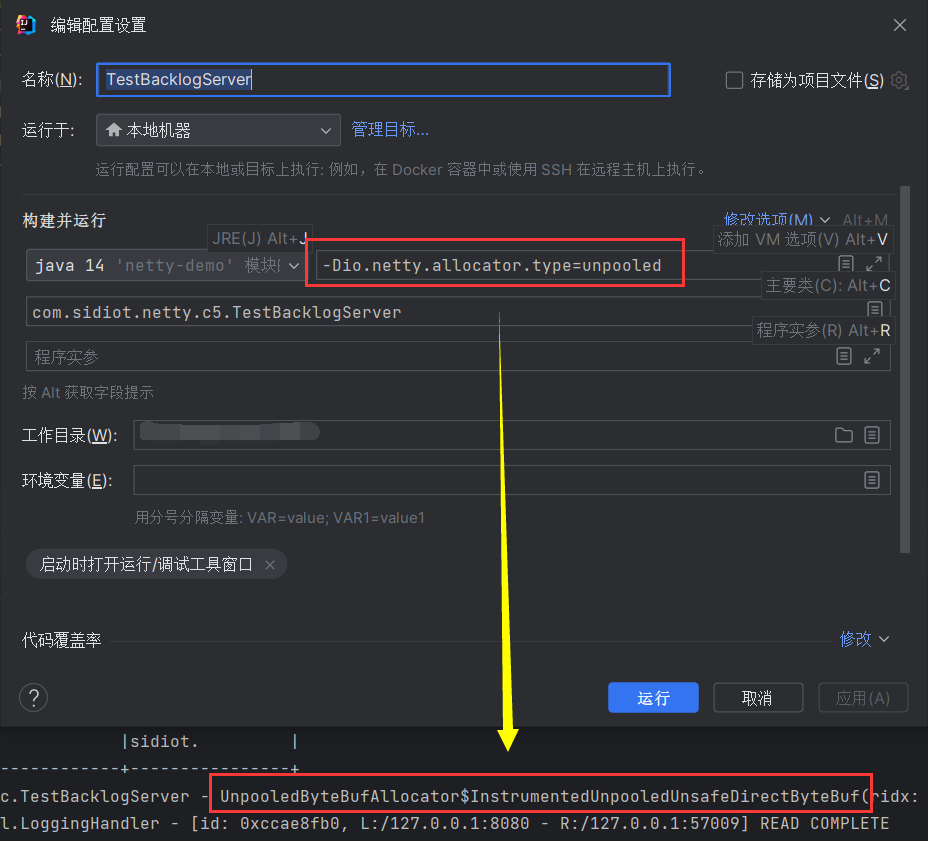 编辑配置设置
名称(N): TestBacklogServer 存储为项目文件(S)
运行于: 本地机器 管理目标...
运行配置可以在本地或目标上执行: 例如，在 Docker 容器中或使用 SSH 在远程主机上执行。
构建并运行 修改选项(M) Alt+M
JRE(J) Alt+J 添加 VM 选项(V) Alt+V
java 14 'netty-demo' 模块 -Dio.netty.allocator.type=unpooled
主要类(C): Alt+C
com.sidiot.netty.c5.TestBacklogServer
程序实参(R) Alt+R
程序实参
按 Alt 获取字段提示
工作目录(W):
环境变量(E):
用分号分隔变量: VAR=value; VAR1=value1
启动时打开运行/调试工具窗口 ×
代码覆盖率 修改
? 运行 取消 应用(A)
|sidiot. |
------------+----------------+
c.TestBacklogServer - UnpooledByteBufAllocator$InstrumentedUnpooledUnsafeDirectByteBuf(ridx:
l.LoggingHandler - [id: 0xccae8fb0, L:/127.0.0.1:8080 - R:/127.0.0.1:57009] READ COMPLETE